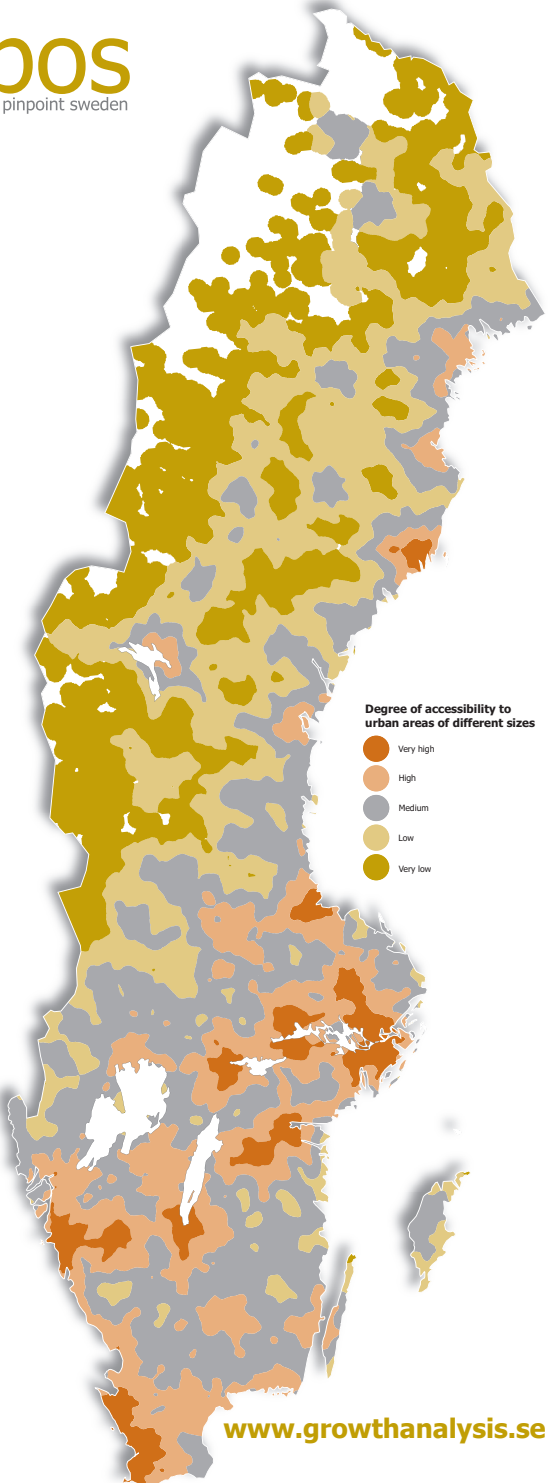 pos
pinpoint sweden
Degree of accessibility to
urban areas of different sizes
Very high
High
Medium
Low
Very low
www.growthanalysis.se